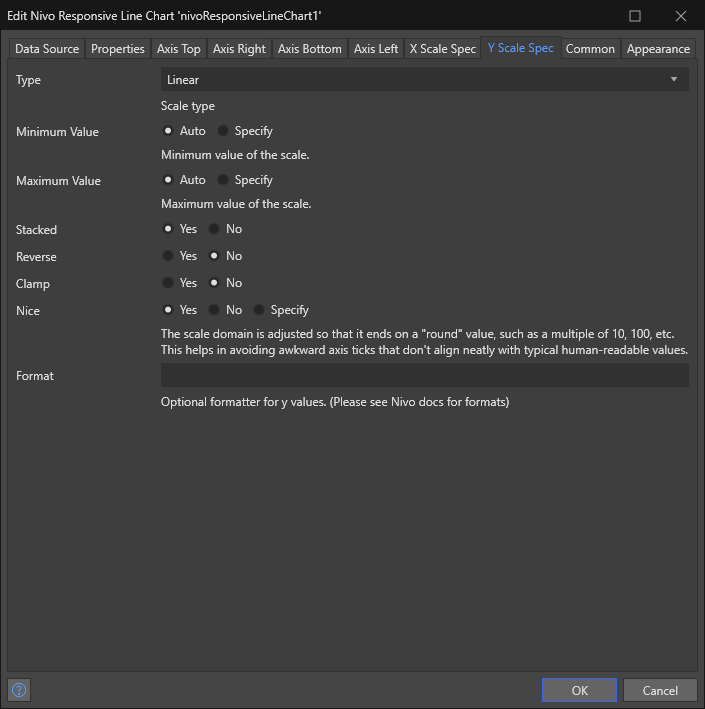 Edit Nivo Responsive Line Chart 'nivoResponsiveLineChart1'
Data Source Properties Axis Top Axis Right Axis Bottom Axis Left X Scale Spec Y Scale Spec Common Appearance
Type Linear
Scale type
Minimum Value Auto Specify
Minimum value of the scale.
Maximum Value Auto Specify
Maximum value of the scale.
Stacked Yes No
Reverse Yes No
Clamp Yes No
Nice Yes No Specify
The scale domain is adjusted so that it ends on a "round" value, such as a multiple of 10, 100, etc.
This helps in avoiding awkward axis ticks that don't align neatly with typical human-readable values.
Format
Optional formatter for y values. (Please see Nivo docs for formats)
? OK Cancel